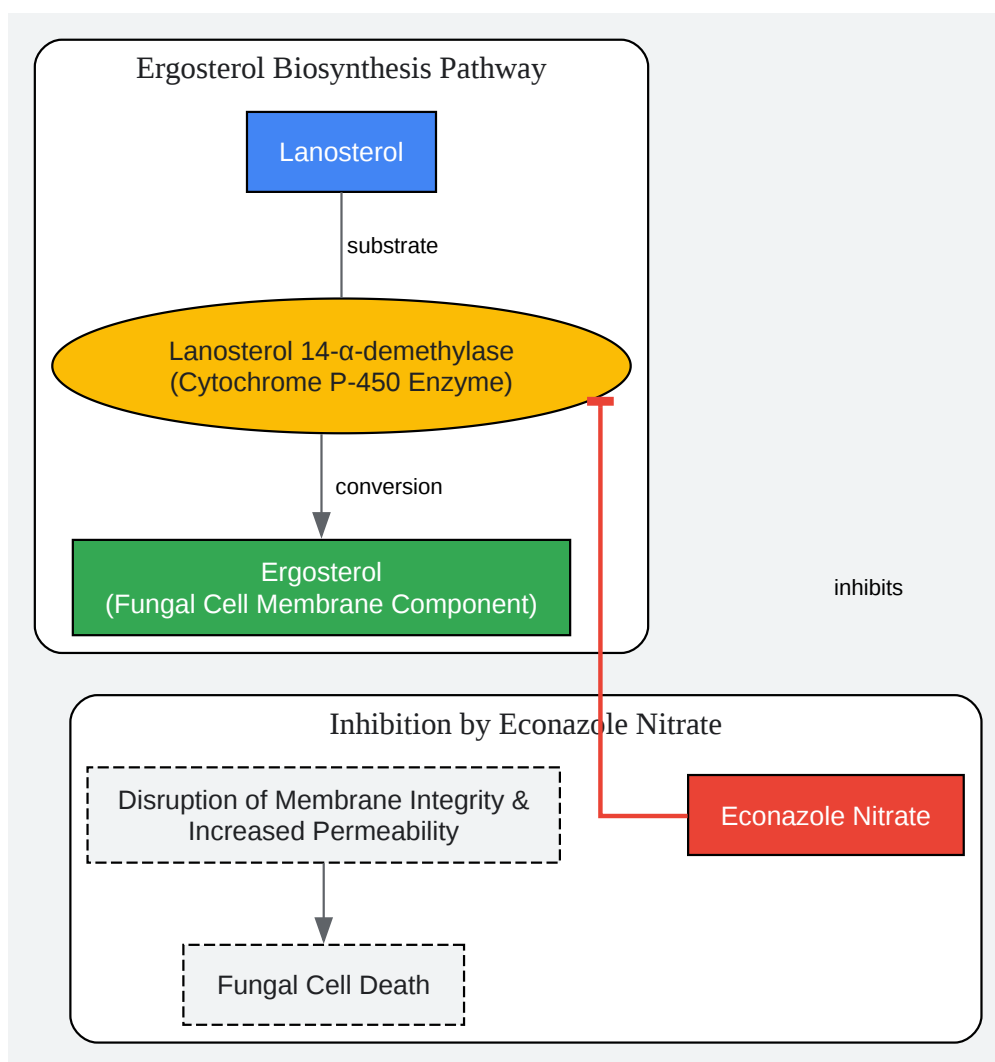 Ergosterol Biosynthesis Pathway
Lanosterol
substrate
Lanosterol 14-α-demethylase
(Cytochrome P-450 Enzyme)
conversion
Ergosterol
(Fungal Cell Membrane Component)
inhibits
Inhibition by Econazole Nitrate
Disruption of Membrane Integrity &
Increased Permeability
Econazole Nitrate
Fungal Cell Death